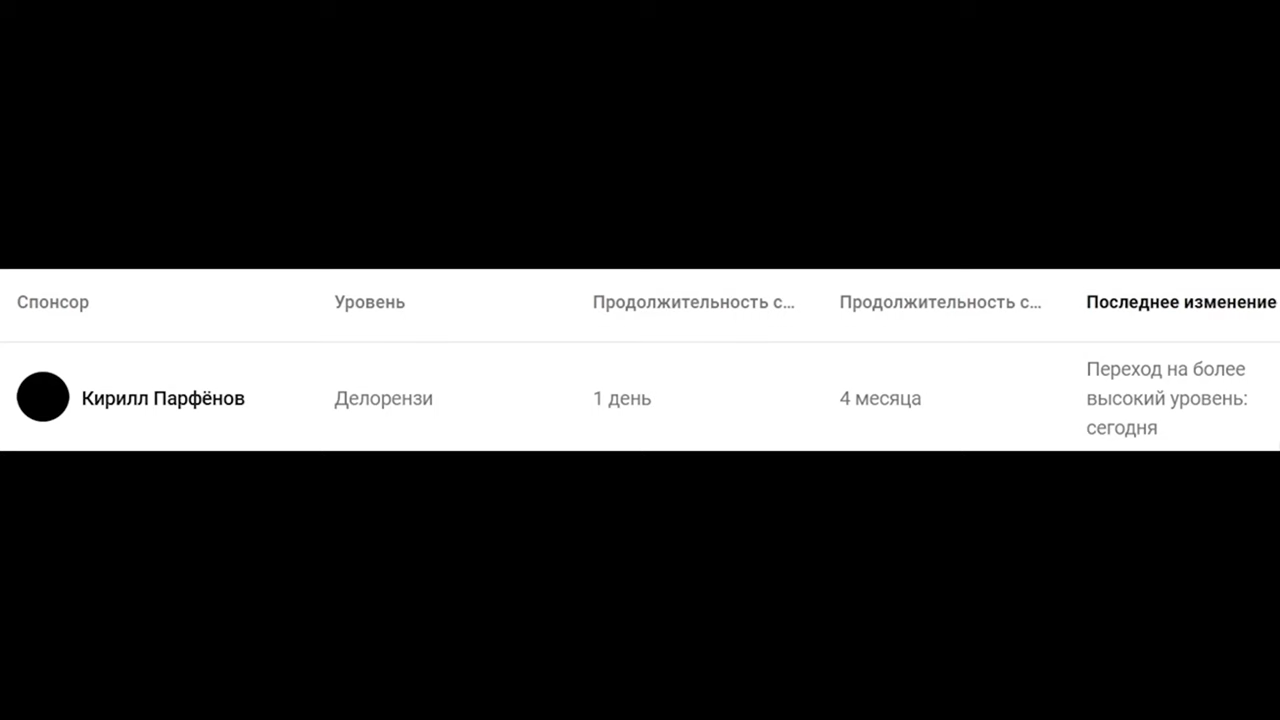 Спонсор
Уровень
Продолжительность с...
Продолжительность с...
Последнее изменение
Кирилл Парфёнов
Делорензи
1 день
4 месяца
Переход на более
высокий уровень:
сегодня